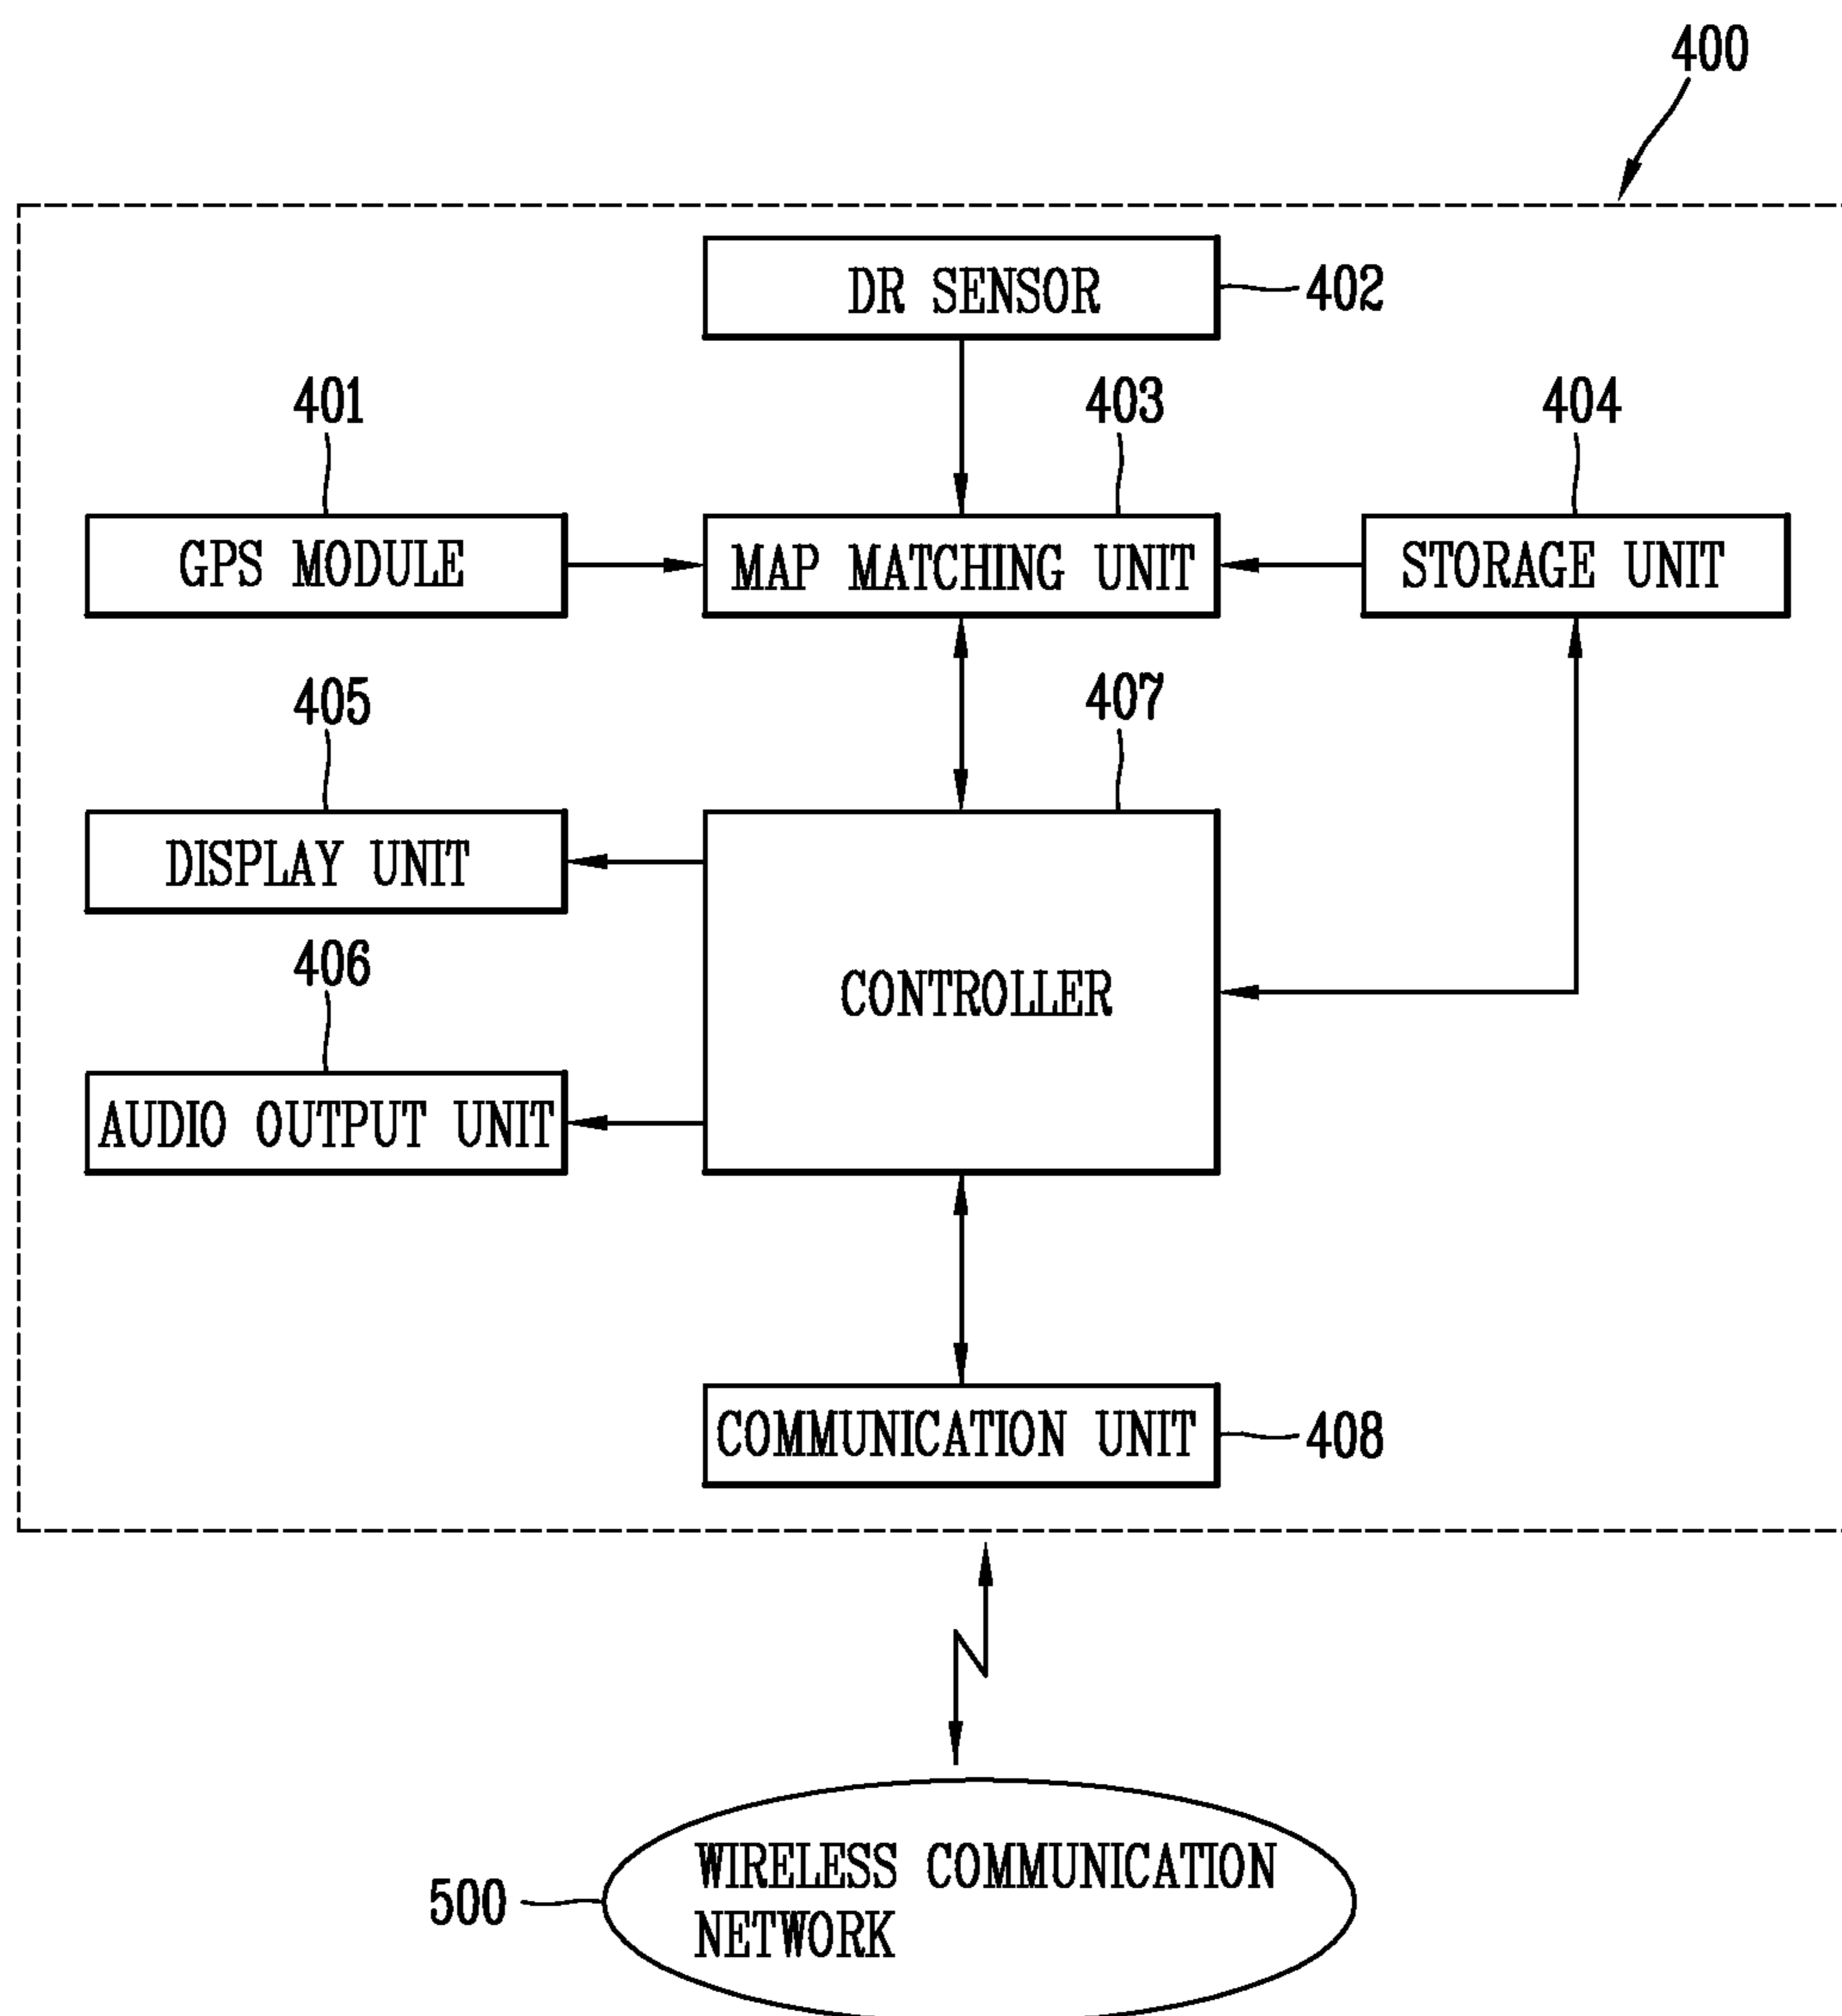 400
DR SENSOR
402
401
403
404
GPS MODULE
MAP MATCHING UNIT
STORAGE UNIT
405
407
DISPLAY UNIT
406
CONTROLLER
AUDIO OUTPUT UNIT
COMMUNICATION UNIT
408
WIRELESS COMMUNICATION
NETWORK
500